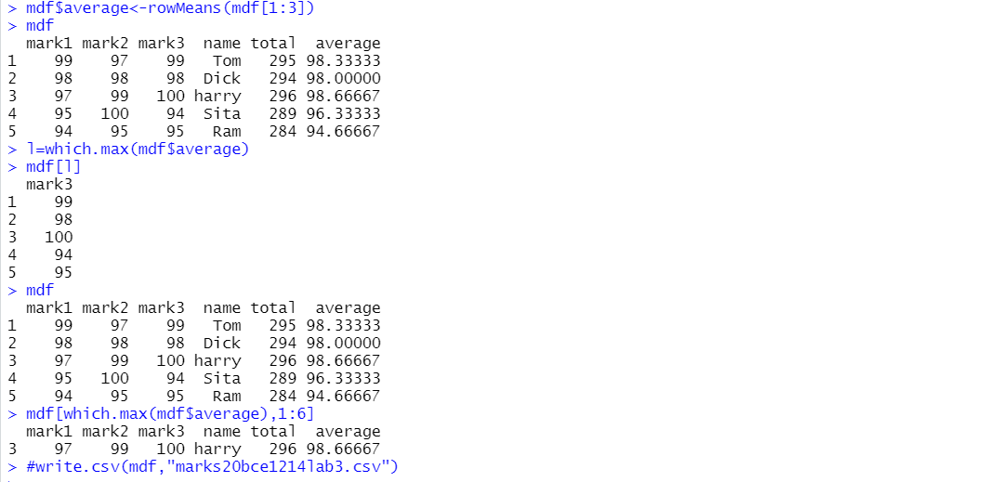 > mdf$average<-rowMeans(mdf[1:3])
> mdf
  mark1 mark2 mark3  name total  average
1    99    97    99   Tom   295 98.33333
2    98    98    98  Dick   294 98.00000
3    97    99   100 harry   296 98.66667
4    95   100    94  Sita   289 96.33333
5    94    95    95   Ram   284 94.66667
> l=which.max(mdf$average)
> mdf[l]
  mark3
1    99
2    98
3   100
4    94
5    95
> mdf
  mark1 mark2 mark3  name total  average
1    99    97    99   Tom   295 98.33333
2    98    98    98  Dick   294 98.00000
3    97    99   100 harry   296 98.66667
4    95   100    94  Sita   289 96.33333
5    94    95    95   Ram   284 94.66667
> mdf[which.max(mdf$average),1:6]
  mark1 mark2 mark3  name total  average
3    97    99   100 harry   296 98.66667
> #write.csv(mdf,"marks20bce1214lab3.csv")